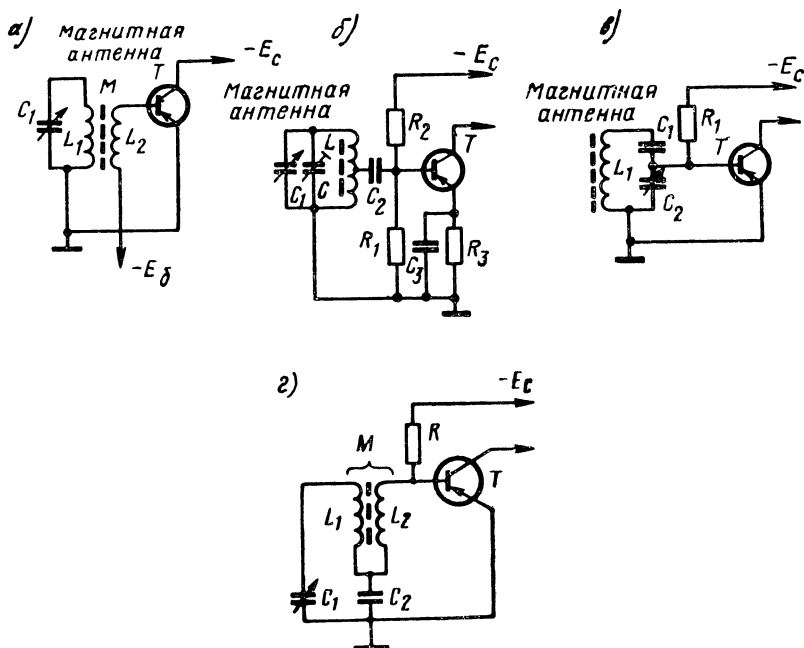 а)
Магнитная
антенна
T
-Ec
C1
L1
M
L2
-Eб
б)
Магнитная
антенна
-Ec
R2
L
T
C1
C
C2
R1
C3
R3
в)
Магнитная
антенна
-Ec
C1
R1
T
L1
C2
г)
-Ec
R
M
T
L1
L2
C1
C2